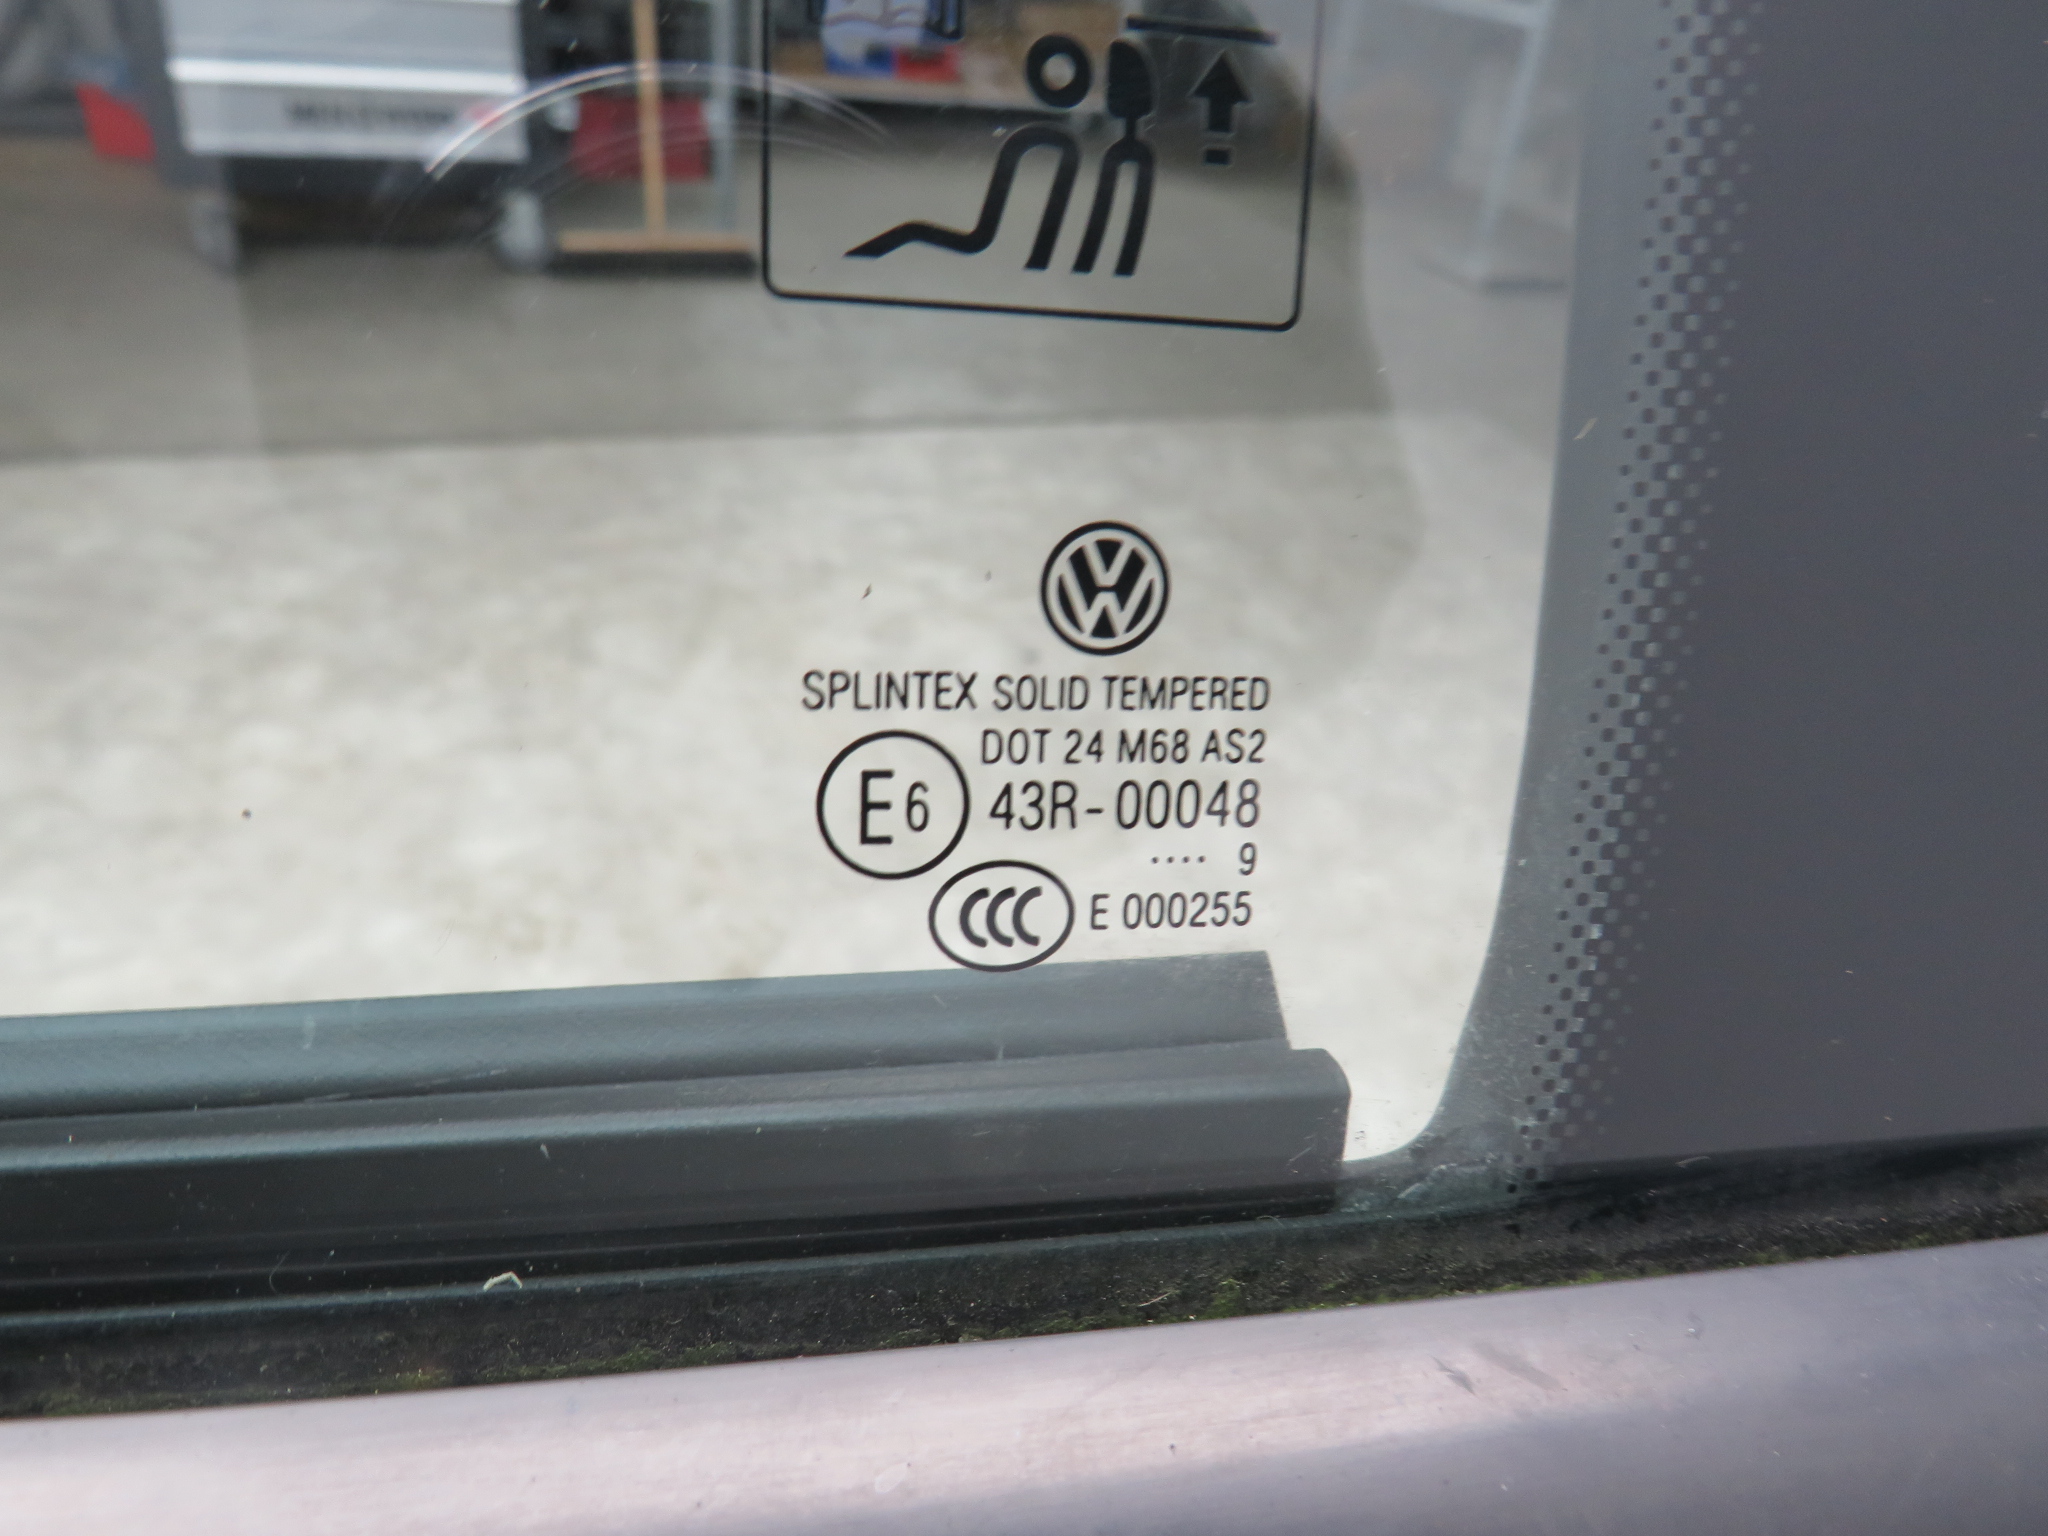 SPLINTEX SOLID TEMPERED
DOT 24 M68 AS2
E6 43R-00048
.... 9
CCC E 000255